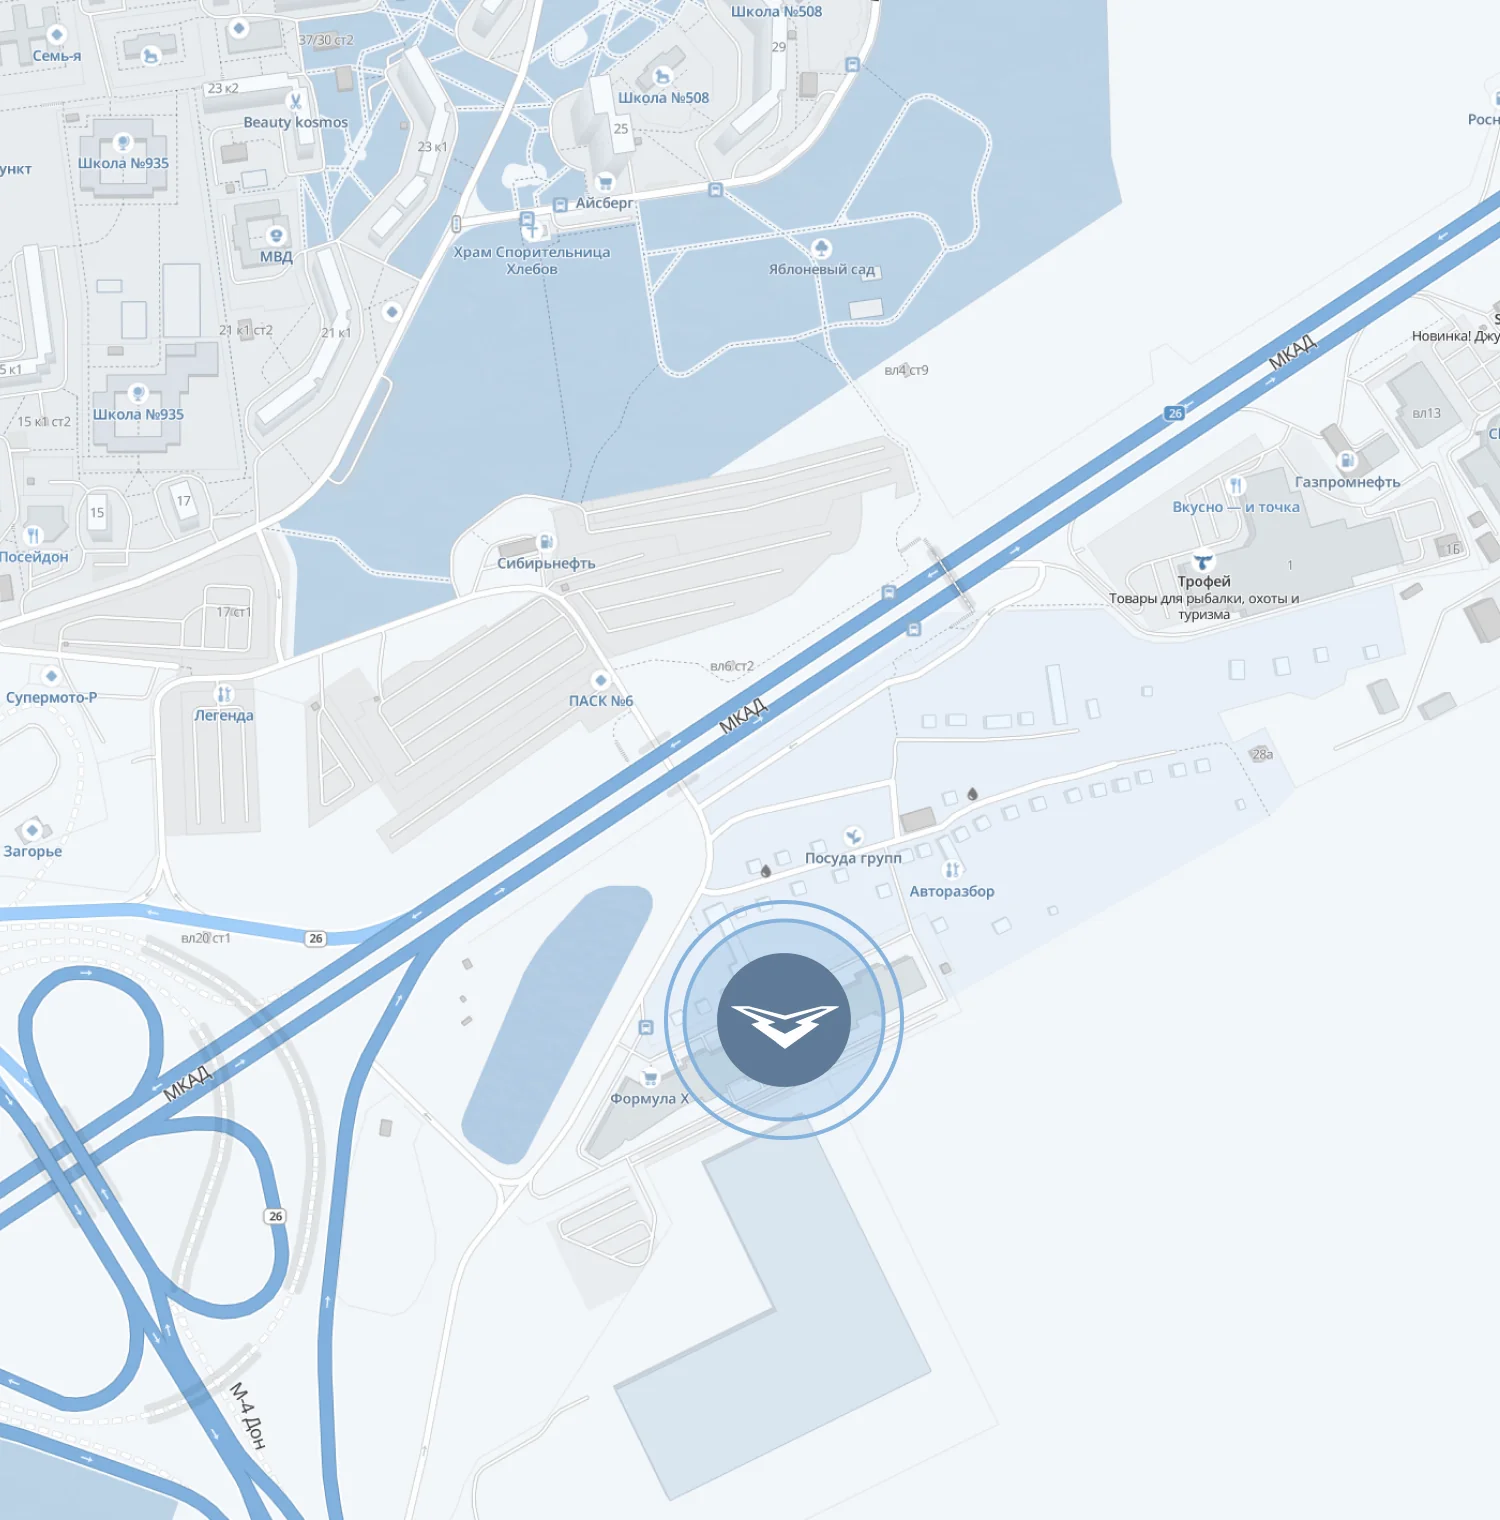 Школа №508
37/30 ст2
Семь-я
29
23 к2
Школа №508
Beauty kosmos
25
23 к1
Школа №935
ункт
Айсберг
МВД
Храм Спорительница
Хлебов
Яблоневый сад
21 к1 ст2
21 к1
МКАД
Новинка! Джу
5 к1
вл4 ст9
Школа №935
15 к1 ст2
26
вл13
Газпромнефть
17
15
Вкусно — и точка
Посейдон
Сибирьнефть
16
1
Трофей
Товары для рыбалки, охоты и
туризма
17 ст1
вл6 ст2
Супермото-Р
ПАСК №6
Легенда
МКАД
28а
Загорье
Посуда групп
Авторазбор
вл20 ст1
26
МКАД
Формула Х
26
М-4 Дон